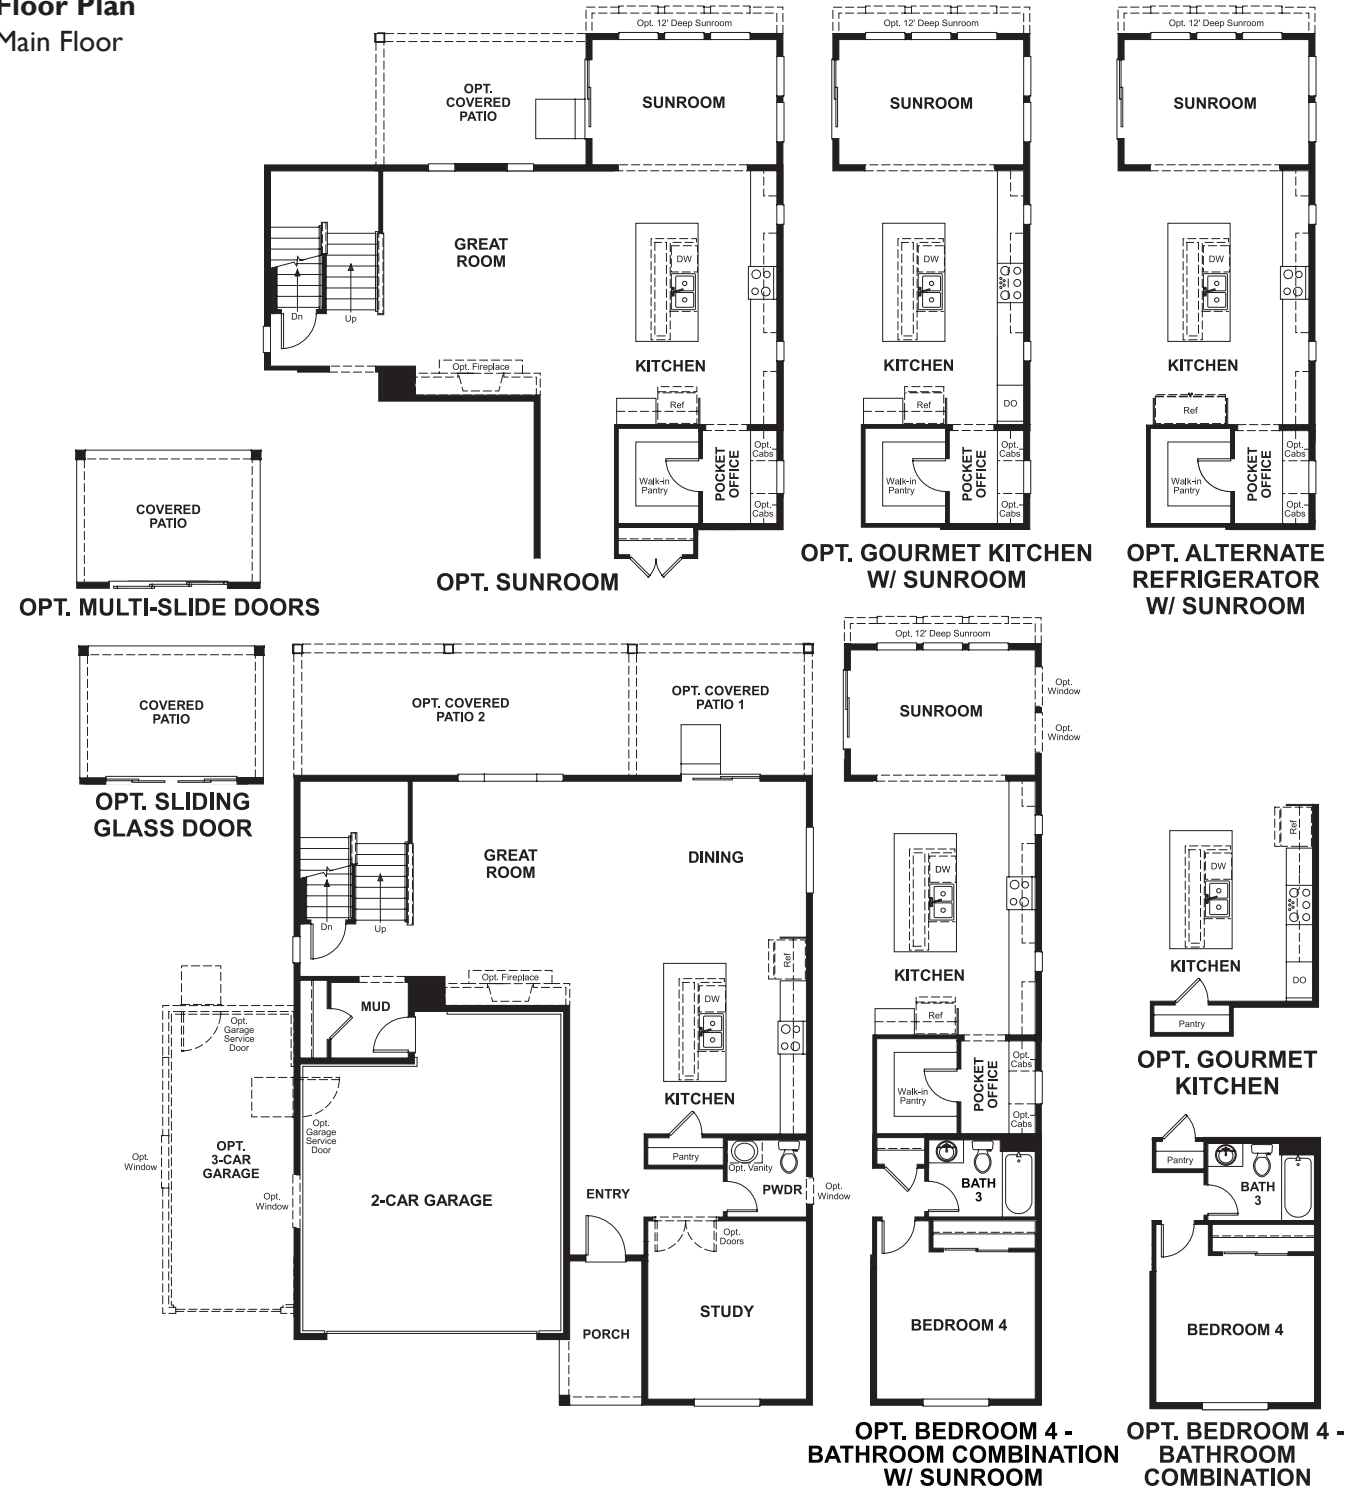 Floor Plan
Main Floor
Opt. 12' Deep Sunroom
OPT.
COVERED
PATIO
SUNROOM
GREAT
ROOM
DW
Dn
Up
Opt. Fireplace
KITCHEN
Ref
Walk-in
Pantry
POCKET
OFFICE
Opt.
Cabs
Opt.
Cabs
OPT. SUNROOM
Opt. 12' Deep Sunroom
SUNROOM
DW
KITCHEN
Ref
DO
Walk-in
Pantry
POCKET
OFFICE
Opt.
Cabs
Opt.
Cabs
OPT. GOURMET KITCHEN
W/ SUNROOM
Opt. 12' Deep Sunroom
SUNROOM
DW
KITCHEN
Ref
Walk-in
Pantry
POCKET
OFFICE
Opt.
Cabs
Opt.
Cabs
OPT. ALTERNATE
REFRIGERATOR
W/ SUNROOM
COVERED
PATIO
OPT. MULTI-SLIDE DOORS
COVERED
PATIO
OPT. SLIDING
GLASS DOOR
OPT. COVERED
PATIO 2
OPT. COVERED
PATIO 1
GREAT
ROOM
DINING
Dn
Up
Ref
Opt. Fireplace
MUD
DW
KITCHEN
Opt.
Garage
Service
Door
Opt.
Garage
Service
Door
OPT.
3-CAR
GARAGE
Opt.
Window
Opt.
Window
2-CAR GARAGE
Pantry
Opt. Vanity
PWDR
Opt.
Window
ENTRY
Opt.
Doors
STUDY
PORCH
Opt. 12' Deep Sunroom
SUNROOM
Opt.
Window
Opt.
Window
DW
KITCHEN
Ref
Walk-in
Pantry
POCKET
OFFICE
Opt.
Cabs
Opt.
Cabs
BATH
3
BEDROOM 4
OPT. BEDROOM 4 -
BATHROOM COMBINATION
W/ SUNROOM
Ref
DW
KITCHEN
DO
Pantry
OPT. GOURMET
KITCHEN
Pantry
BATH
3
BEDROOM 4
OPT. BEDROOM 4 -
BATHROOM
COMBINATION